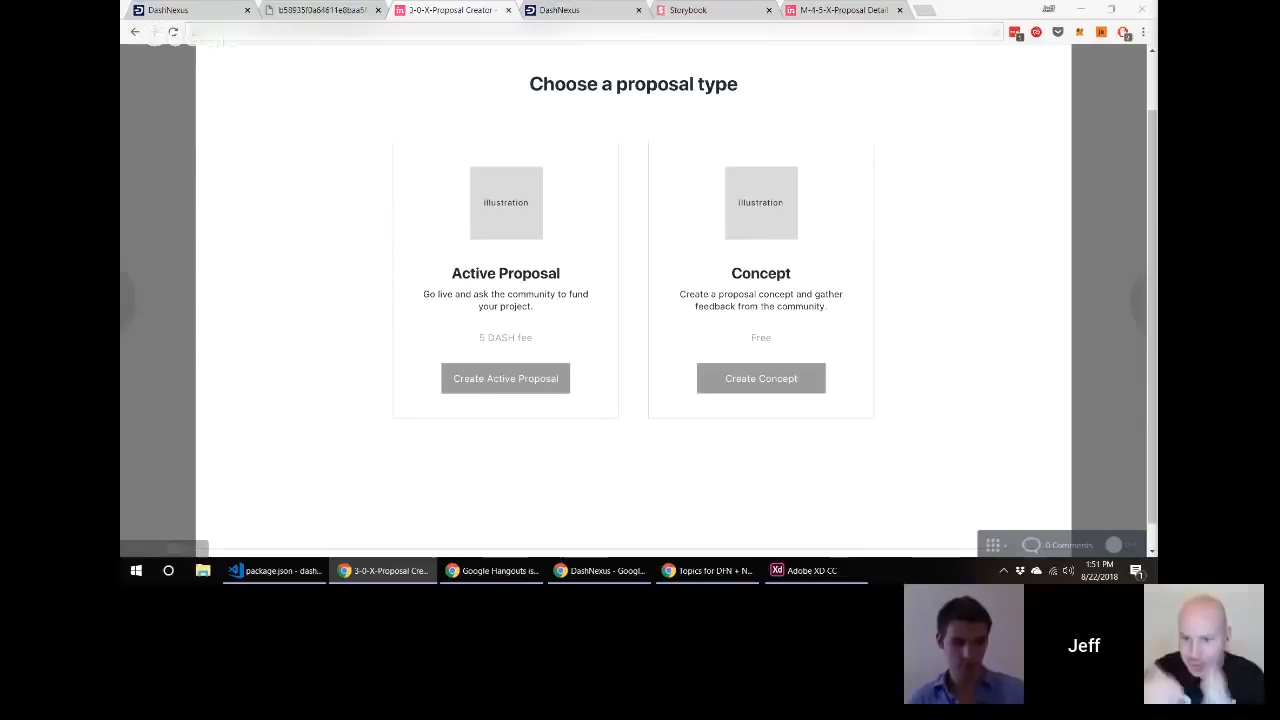 DashNexus
b58935f0a64611e8baa5f
3-0-X-Proposal Creator -
DashNexus
Storybook
M-4-5-X-Proposal Detail
Jeff
Choose a proposal type
illustration
illustration
Active Proposal
Concept
Go live and ask the community to fund
your project.
Create a proposal concept and gather
feedback from the community.
5 DASH fee
Free
Create Active Proposal
Create Concept
0 Comments
package.json - dash...
3-0-X-Proposal Cre...
Google Hangouts is...
DashNexus - Googl...
Topics for DFN + N...
Adobe XD CC
1:51 PM
8/22/2018
Jeff